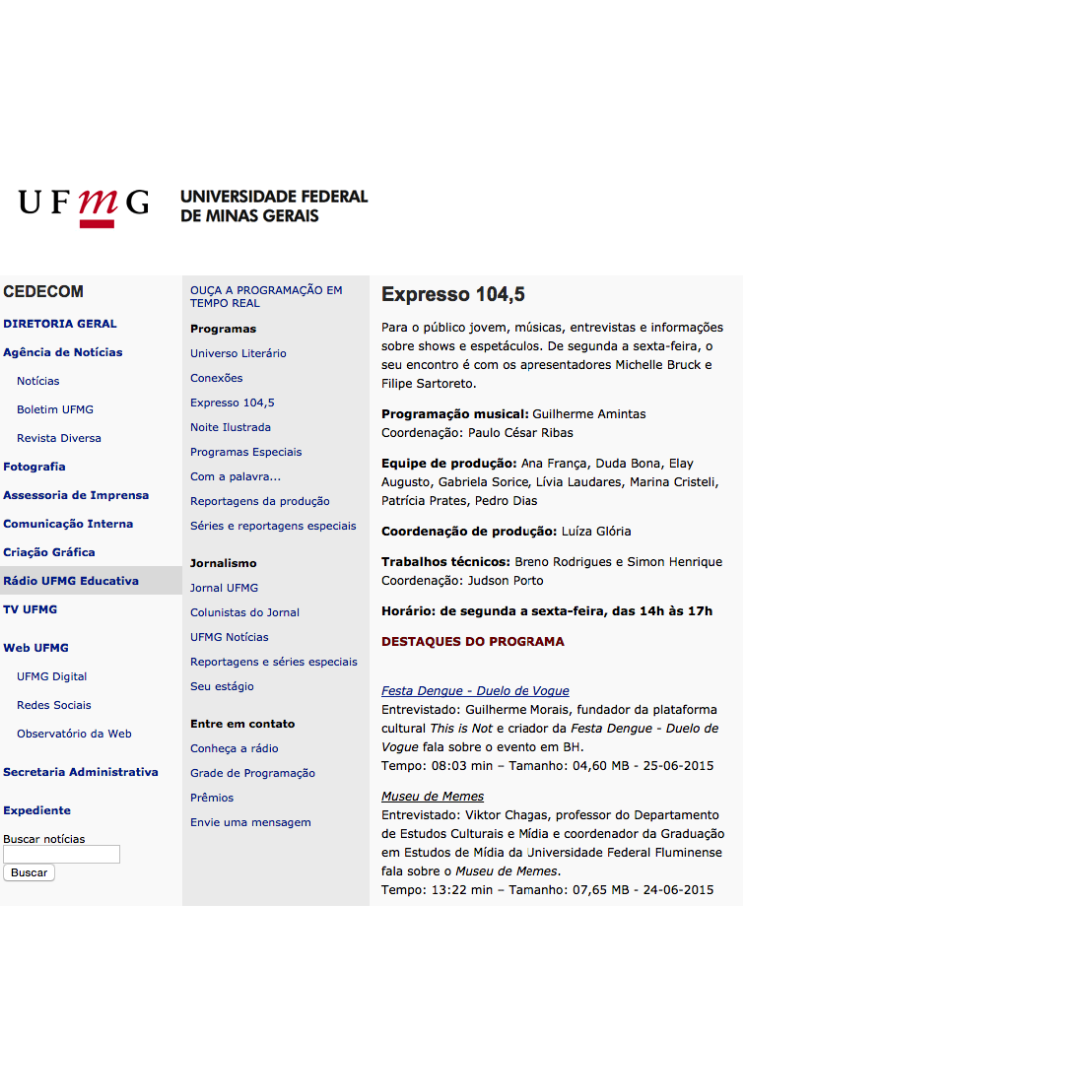 UFmG
UNIVERSIDADE FEDERAL
DE MINAS GERAIS
CEDECOM
DIRETORIA GERAL
Agência de Notícias
Notícias
Boletim UFMG
Revista Diversa
Fotografia
Assessoria de Imprensa
Comunicação Interna
Criação Gráfica
Rádio UFMG Educativa
TV UFMG
Web UFMG
UFMG Digital
Redes Sociais
Observatório da Web
Secretaria Administrativa
Expediente
Buscar notícias
Buscar
OUÇA A PROGRAMAÇÃO EM
TEMPO REAL
Programas
Universo Literário
Conexões
Expresso 104,5
Noite Ilustrada
Programas Especiais
Com a palavra...
Reportagens da produção
Séries e reportagens especiais
Jornalismo
Jornal UFMG
Colunistas do Jornal
UFMG Notícias
Reportagens e séries especiais
Seu estágio
Entre em contato
Conheça a rádio
Grade de Programação
Prêmios
Envie uma mensagem
Expresso 104,5
Para o público jovem, músicas, entrevistas e informações
sobre shows e espetáculos. De segunda a sexta-feira, o
seu encontro é com os apresentadores Michelle Bruck e
Filipe Sartoreto.
Programação musical: Guilherme Amintas
Coordenação: Paulo César Ribas
Equipe de produção: Ana França, Duda Bona, Elay
Augusto, Gabriela Sorice, Lívia Laudares, Marina Cristeli,
Patrícia Prates, Pedro Dias
Coordenação de produção: Luíza Glória
Trabalhos técnicos: Breno Rodrigues e Simon Henrique
Coordenação: Judson Porto
Horário: de segunda a sexta-feira, das 14h às 17h
DESTAQUES DO PROGRAMA
Festa Dengue - Duelo de Vogue
Entrevistado: Guilherme Morais, fundador da plataforma
cultural This is Not e criador da Festa Dengue - Duelo de
Vogue fala sobre o evento em BH.
Tempo: 08:03 min – Tamanho: 04,60 MB - 25-06-2015
Museu de Memes
Entrevistado: Viktor Chagas, professor do Departamento
de Estudos Culturais e Mídia e coordenador da Graduação
em Estudos de Mídia da Universidade Federal Fluminense
fala sobre o Museu de Memes.
Tempo: 13:22 min – Tamanho: 07,65 MB - 24-06-2015